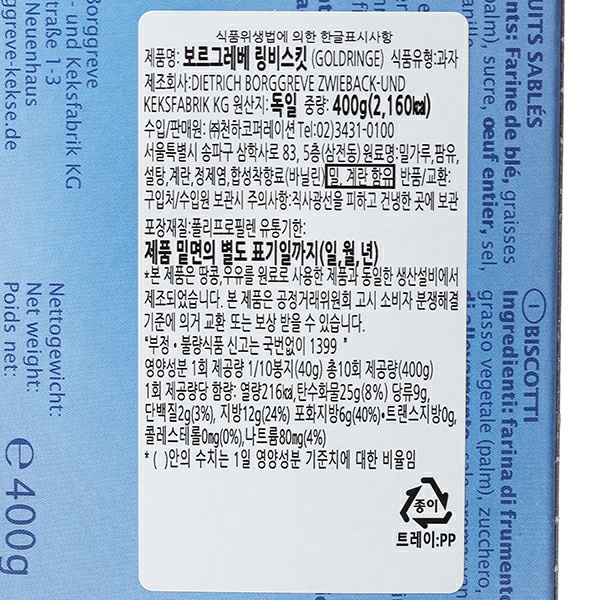 식품위생법에 의한 한글표시사항
제품명: 보르그레베 링비스킷 (GOLDRINGE) 식품유형:과자
제조회사:DIETRICH BORGGREVE ZWIEBACK-UND
KEKSFABRIK KG 원산지: 독일 중량: 400g(2,160㎉)
수입/판매원: ㈜천하코퍼레이션 Tel:02)3431-0100
서울특별시 송파구 삼학사로 83, 5층(삼전동) 원료명:밀가루,팜유,
설탕,계란,정제염,합성착향료(바닐린) 밀, 계란 함유 반품/교환:
구입처/수입원 보관시 주의사항:직사광선을 피하고 건냉한 곳에 보관
포장재질:폴리프로필렌 유통기한:
제품 밑면의 별도 표기일까지(일,월,년)
*본 제품은 땅콩,우유를 원료로 사용한 제품과 동일한 생산설비에서
제조되었습니다. 본 제품은 공정거래위원회 고시 소비자 분쟁해결
기준에 의거 교환 또는 보상 받을 수 있습니다.
"부정·불량식품 신고는 국번없이 1399 "
영양성분 1회 제공량 1/10봉지(40g) 총10회 제공량(400g)
1회 제공량당 함량: 열량216㎉,탄수화물25g(8%) 당류9g,
단백질2g(3%), 지방12g(24%) 포화지방6g(40%)•트랜스지방0g,
콜레스테롤0㎎(0%),나트륨80㎎(4%)
* ( )안의 수치는 1일 영양성분 기준치에 대한 비율임
종이
트레이:PP
Borggreve
- und Keksfabrik KG
straße 1-3
Neuenhaus
ggreve-kekse.de
Nettogewicht:
Net weight:
Poids net:
e 400g
UITS SABLÉS
nts: Farine de blé, graisses
palm), sucre, œuf entier, sel,
I BISCOTTI
Ingredienti: farina di frumento
grasso vegetale (palm), zucchero,